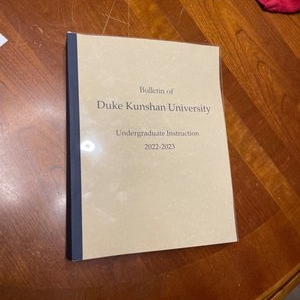 Bulletin of
Duke Kunshan University
Undergraduate Instruction
2022-2023